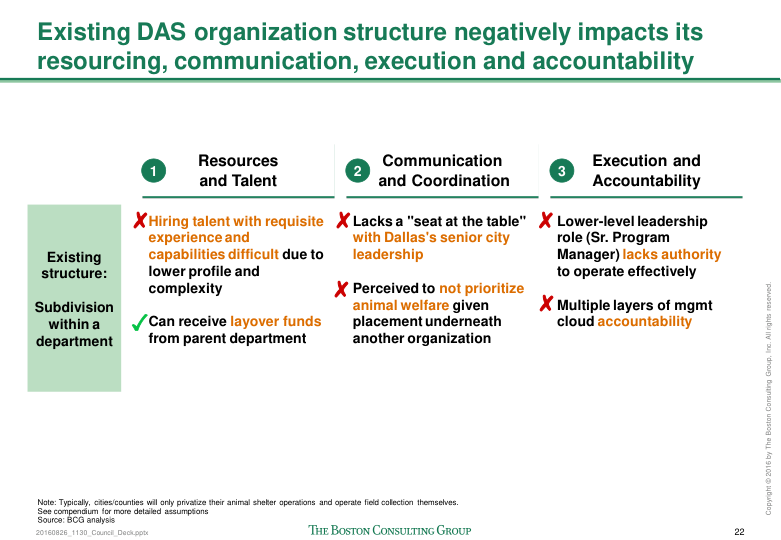 Existing DAS organization structure negatively impacts its
resourcing, communication, execution and accountability
1
Resources
and Talent
2
Communication
and Coordination
3
Execution and
Accountability
Existing
structure:
Subdivision
within a
department
✗ Hiring talent with requisite
experience and
capabilities difficult due to
lower profile and
complexity
✓ Can receive layover funds
from parent department
✗ Lacks a "seat at the table"
with Dallas's senior city
leadership
✗ Perceived to not prioritize
animal welfare given
placement underneath
another organization
✗ Lower-level leadership
role (Sr. Program
Manager) lacks authority
to operate effectively
✗ Multiple layers of mgmt
cloud accountability
Note: Typically, cities/counties will only privatize their animal shelter operations and operate field collection themselves.
See compendium for more detailed assumptions
Source: BCG analysis
20160826_1130_Council_Deck.pptx
THE BOSTON CONSULTING GROUP
22
Copyright © 2016 by The Boston Consulting Group, Inc. All rights reserved.